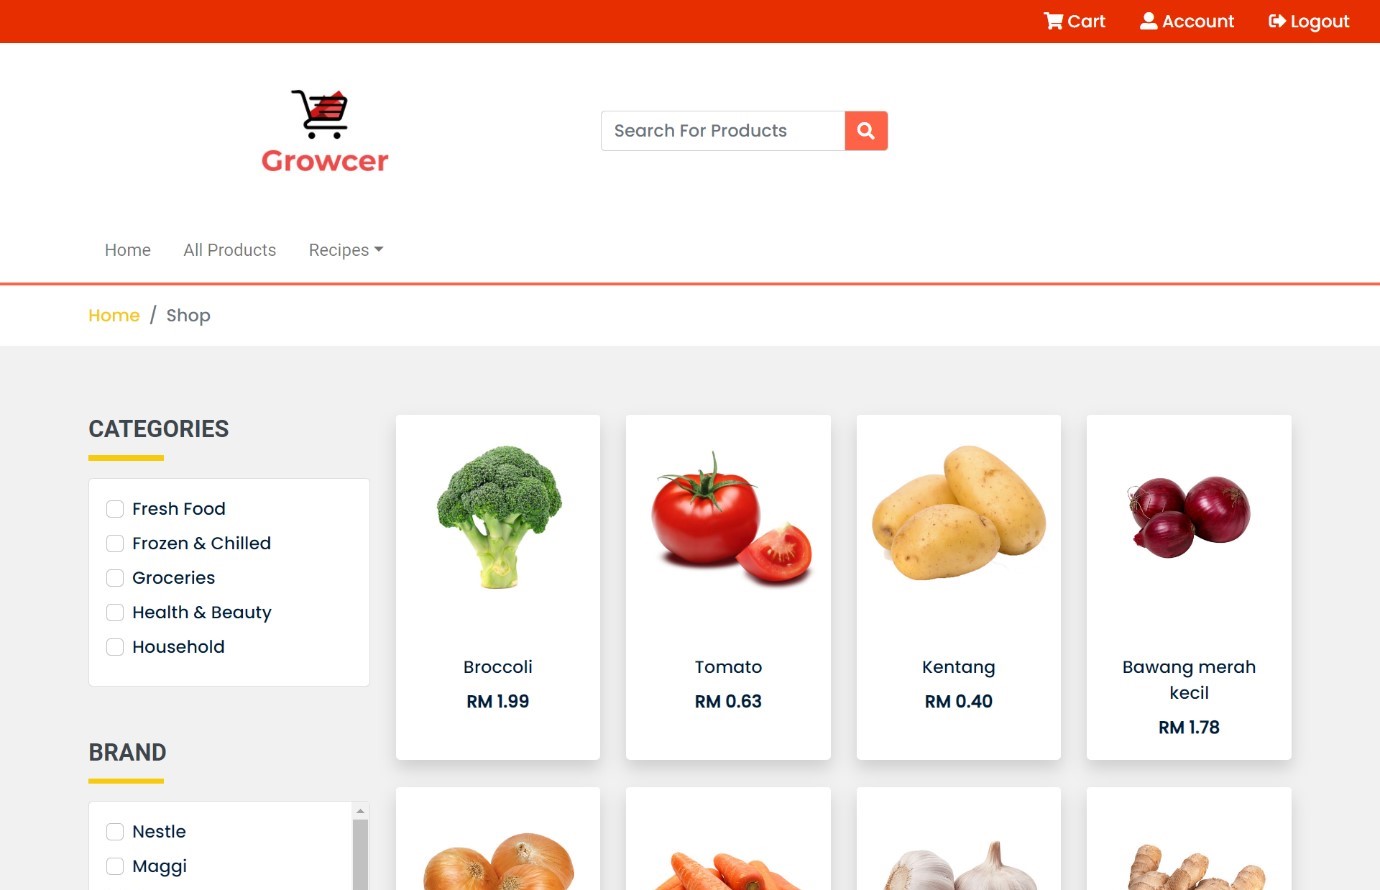 Cart Account Logout
Growcer
Search For Products
Home All Products Recipes
Home / Shop
CATEGORIES
Fresh Food
Frozen & Chilled
Groceries
Health & Beauty
Household
BRAND
Nestle
Maggi
Broccoli
RM 1.99
Tomato
RM 0.63
Kentang
RM 0.40
Bawang merah
kecil
RM 1.78